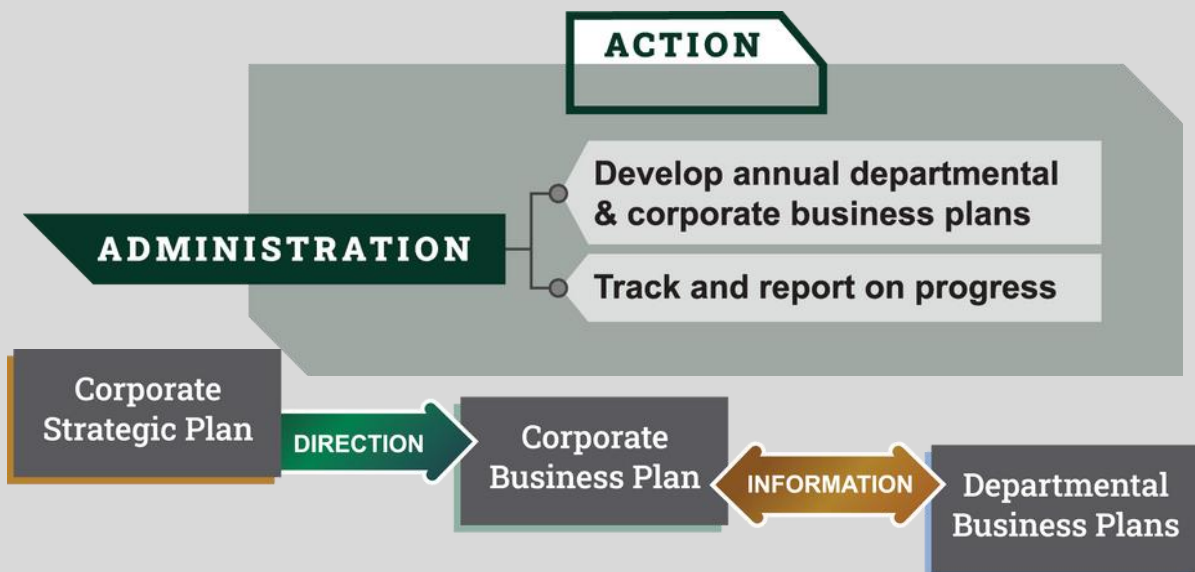 ACTION
Develop annual departmental
& corporate business plans
ADMINISTRATION
Track and report on progress
Corporate
Strategic Plan
DIRECTION
Corporate
Business Plan
INFORMATION
Departmental
Business Plans